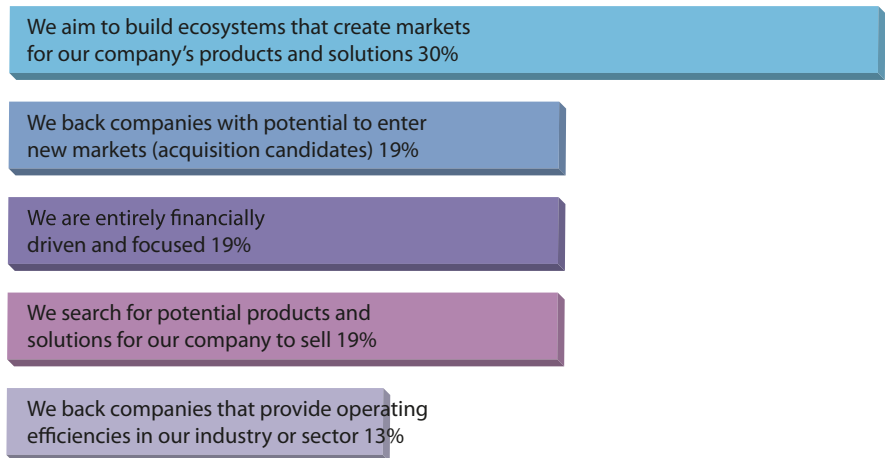 We aim to build ecosystems that create markets
for our company’s products and solutions 30%
We back companies with potential to enter
new markets (acquisition candidates) 19%
We are entirely financially
driven and focused 19%
We search for potential products and
solutions for our company to sell 19%
We back companies that provide operating
efficiencies in our industry or sector 13%